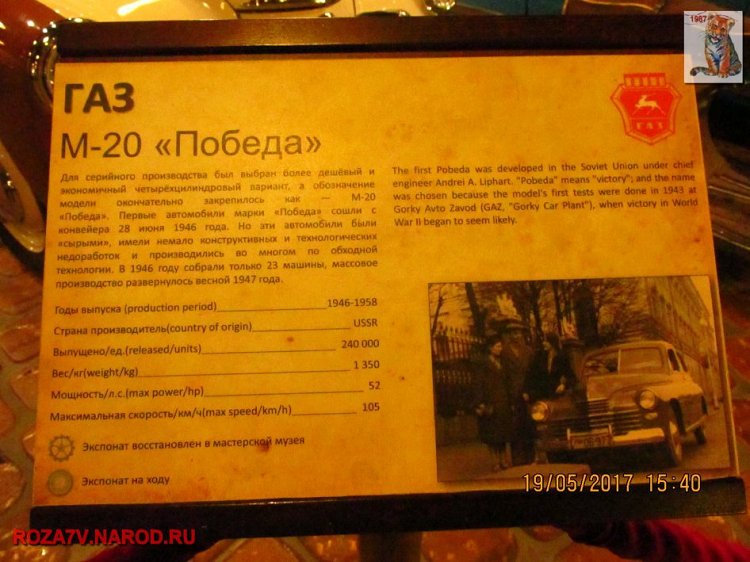 1987
ГАЗ
ГАЗ
М-20 «Победа»
Для серийного производства был выбран более дешёвый и
экономичный четырёхцилиндровый вариант, а обозначение
модели окончательно закрепилось как — М-20
«Победа». Первые автомобили марки «Победа» сошли с
конвейера 28 июня 1946 года. Но эти автомобили были
«сырыми», имели немало конструктивных и технологических
недоработок и производились во многом по обходной
технологии. В 1946 году собрали только 23 машины, массовое
производство развернулось весной 1947 года.
The first Pobeda was developed in the Soviet Union under chief
engineer Andrei A. Liphart. "Pobeda" means "victory"; and the name
was chosen because the model's first tests were done in 1943 at
Gorky Avto Zavod (GAZ, "Gorky Car Plant"), when victory in World
War II began to seem likely.
Годы выпуска (production period) 1946-1958
Страна производитель(country of origin) USSR
Выпущено/ед.(released/units) 240 000
Вес/кг(weight/kg) 1 350
Мощность/л.с.(max power/hp) 52
Максимальная скорость/км/ч(max speed/km/h) 105
Экспонат восстановлен в мастерской музея
Экспонат на ходу
19/05/2017 15:40
ROZA7V.NAROD.RU